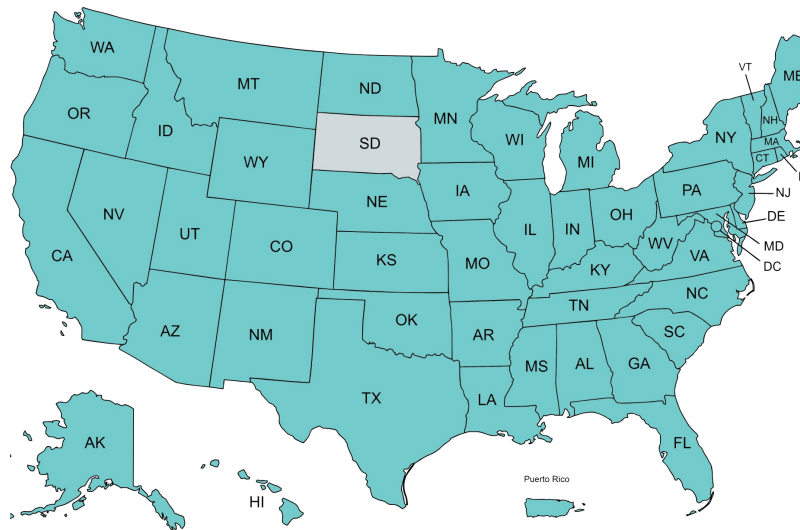 WA
MT
ND
MN
VT
ME
OR
ID
SD
WI
NH
NY
MA
WY
MI
CT
IA
PA
NJ
NE
NV
OH
DE
UT
IL
IN
CO
WV
MD
CA
VA
DC
KS
MO
KY
NC
TN
AZ
NM
OK
AR
SC
MS
AL
GA
TX
LA
AK
FL
HI
Puerto Rico